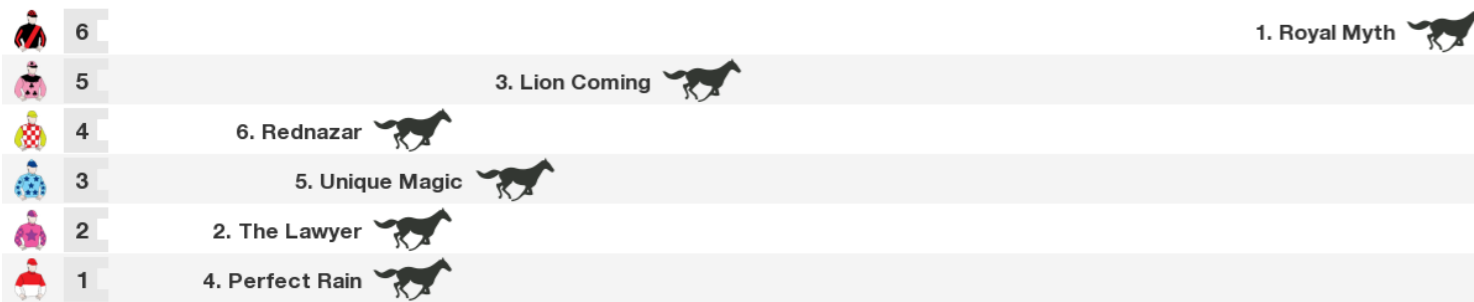 6 1. Royal Myth
5 3. Lion Coming
4 6. Rednazar
3 5. Unique Magic
2 2. The Lawyer
1 4. Perfect Rain